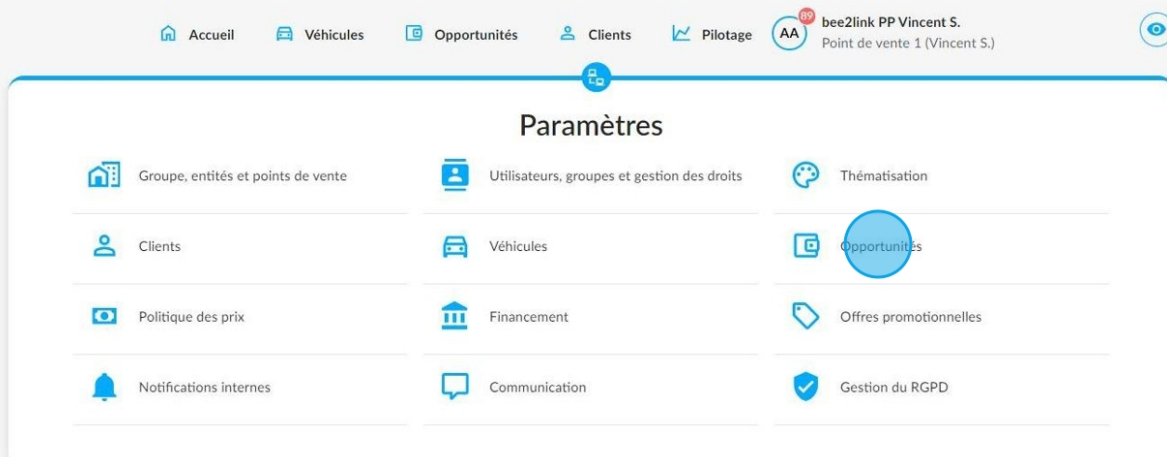 Accueil
Véhicules
Opportunités
Clients
Pilotage
AA
89
bee2link PP Vincent S.
Point de vente 1 (Vincent S.)
Paramètres
Groupe, entités et points de vente
Utilisateurs, groupes et gestion des droits
Thématisation
Clients
Véhicules
Opportunités
Politique des prix
Financement
Offres promotionnelles
Notifications internes
Communication
Gestion du RGPD